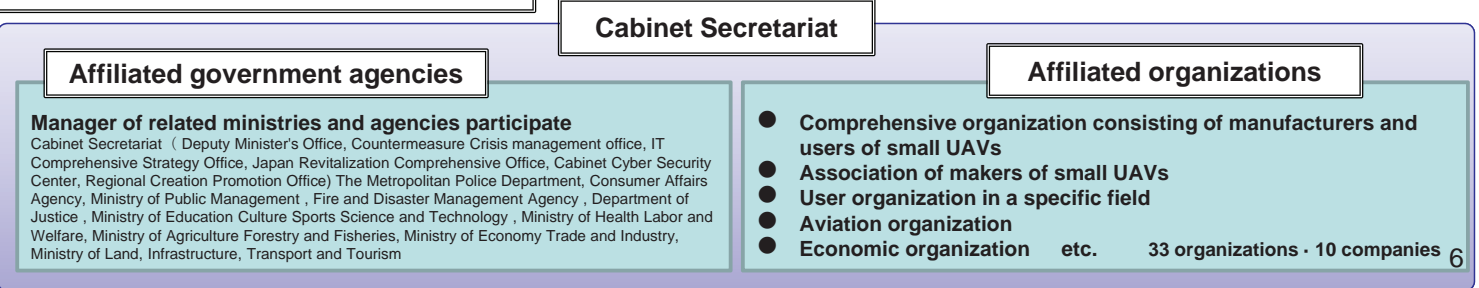 Cabinet Secretariat
Affiliated government agencies
Manager of related ministries and agencies participate
Cabinet Secretariat（ Deputy Minister's Office, Countermeasure Crisis management office, IT
Comprehensive Strategy Office, Japan Revitalization Comprehensive Office, Cabinet Cyber Security
Center, Regional Creation Promotion Office) The Metropolitan Police Department, Consumer Affairs
Agency, Ministry of Public Management , Fire and Disaster Management Agency , Department of
Justice , Ministry of Education Culture Sports Science and Technology , Ministry of Health Labor and
Welfare, Ministry of Agriculture Forestry and Fisheries, Ministry of Economy Trade and Industry,
Ministry of Land, Infrastructure, Transport and Tourism
Affiliated organizations
● Comprehensive organization consisting of manufacturers and
users of small UAVs
● Association of makers of small UAVs
● User organization in a specific field
● Aviation organization
● Economic organization etc. 33 organizations · 10 companies
6